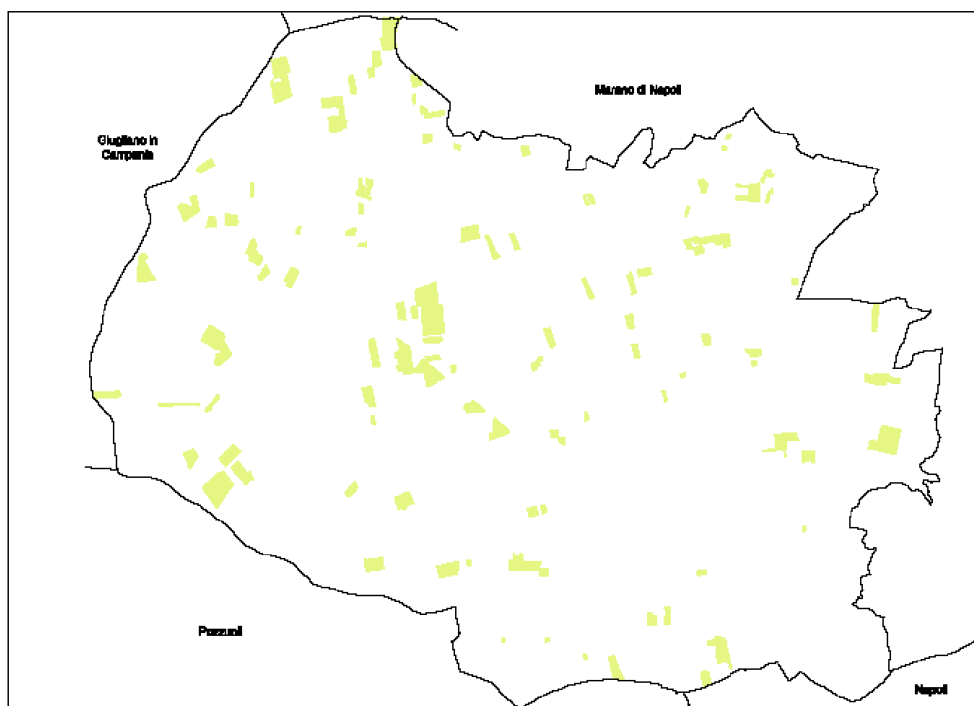 Marano di Napoli
Giugliano in
Campania
Pozzuoli
Napoli